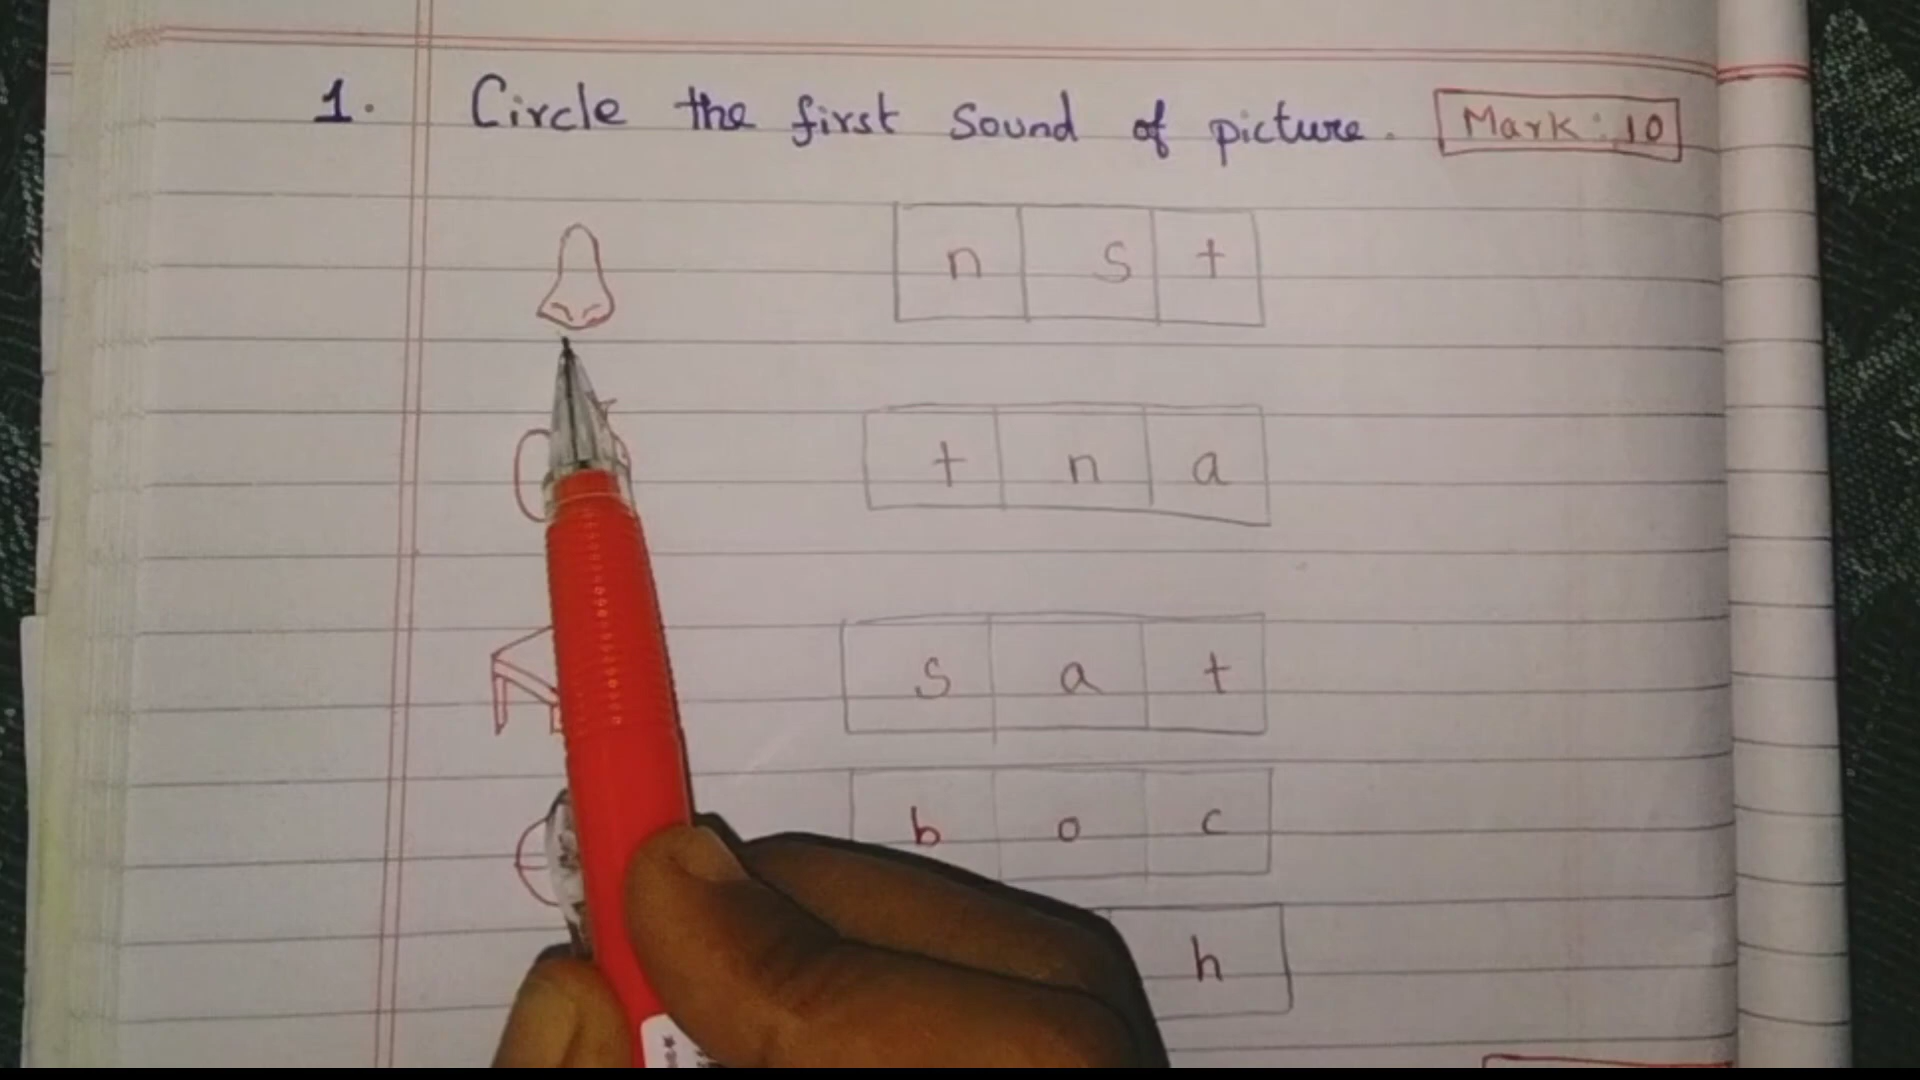 1. Circle the first sound of picture. Mark: 10
n s t
t n a
s a t
b o c
h